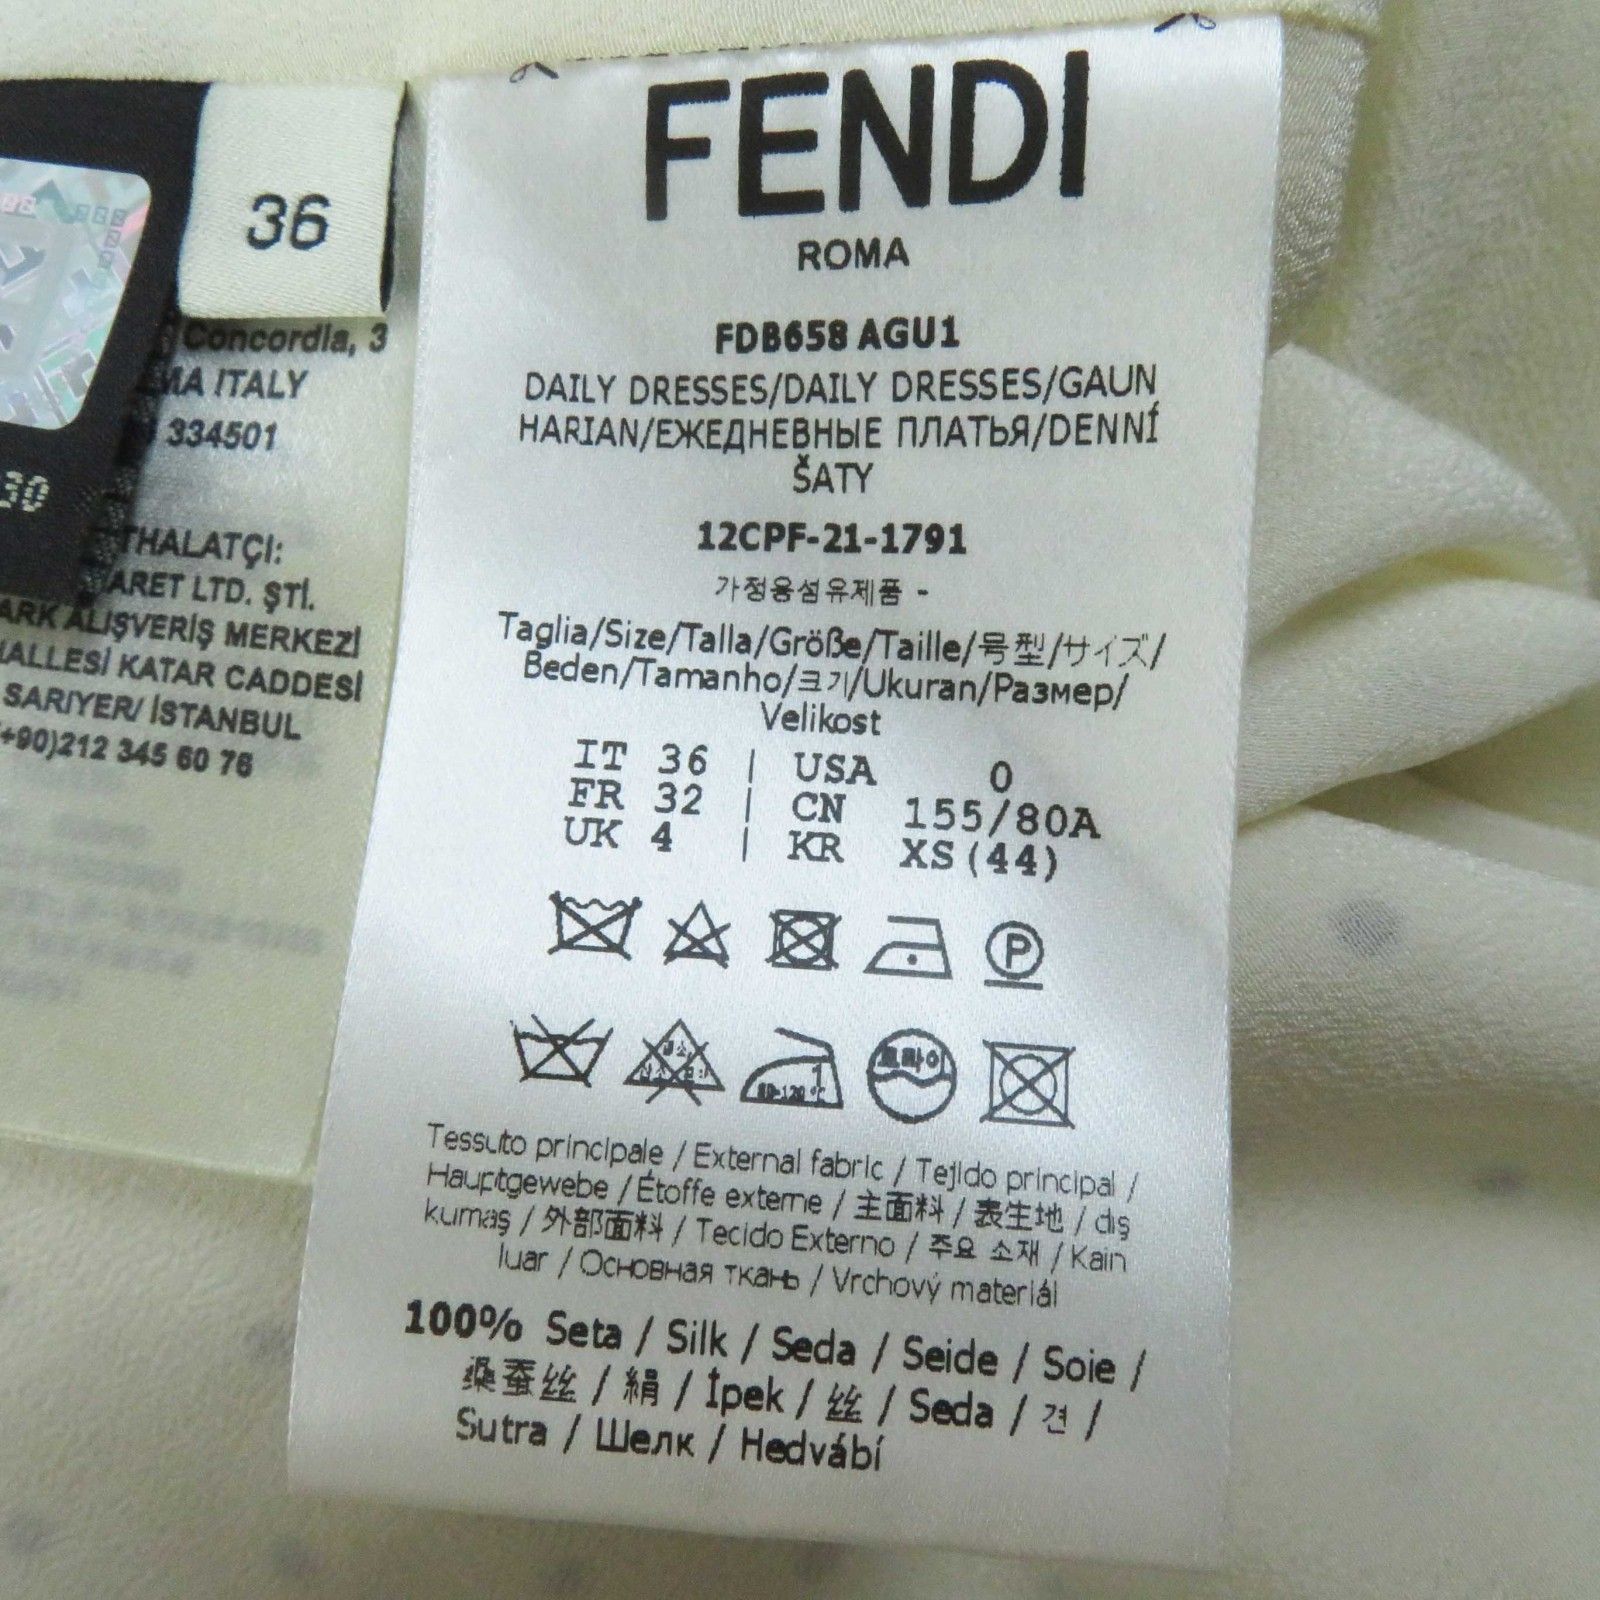 FENDI
ROMA
FDB658 AGU1
DAILY DRESSES/DAILY DRESSES/GAUN
HARIAN/ЕЖЕДНЕВНЫЕ ПЛАТЬЯ/DENNÍ
ŠATY
12CPF-21-1791
가정용섬유제품 -
Taglia/Size/Talla/Größe/Taille/号型/サイズ/
Beden/Tamanho/크기/Ukuran/Размер/
Velikost
IT 36 | USA 0
FR 32 | CN 155/80A
UK 4 | KR XS(44)
P
80-120℃
드라이
Tessuto principale / External fabric / Tejido principal /
Hauptgewebe / Étoffe externe / 主面料 / 表生地 / dış
kumaş / 外部面料 / Tecido Externo / 주요 소재 / Kain
luar / Основная ткань / Vrchový materiál
100% Seta / Silk / Seda / Seide / Soie /
桑蚕丝 / 絹 / İpek / 丝 / Seda / 견 /
Sutra / Шелк / Hedvábí
36
Concordia, 3
ITALY
334501
30
THALATÇI:
LTD. ŞTİ.
ALIŞVERİŞ MERKEZİ
KATAR CADDESİ
SARIYER/ İSTANBUL
(+90)212 345 60 76